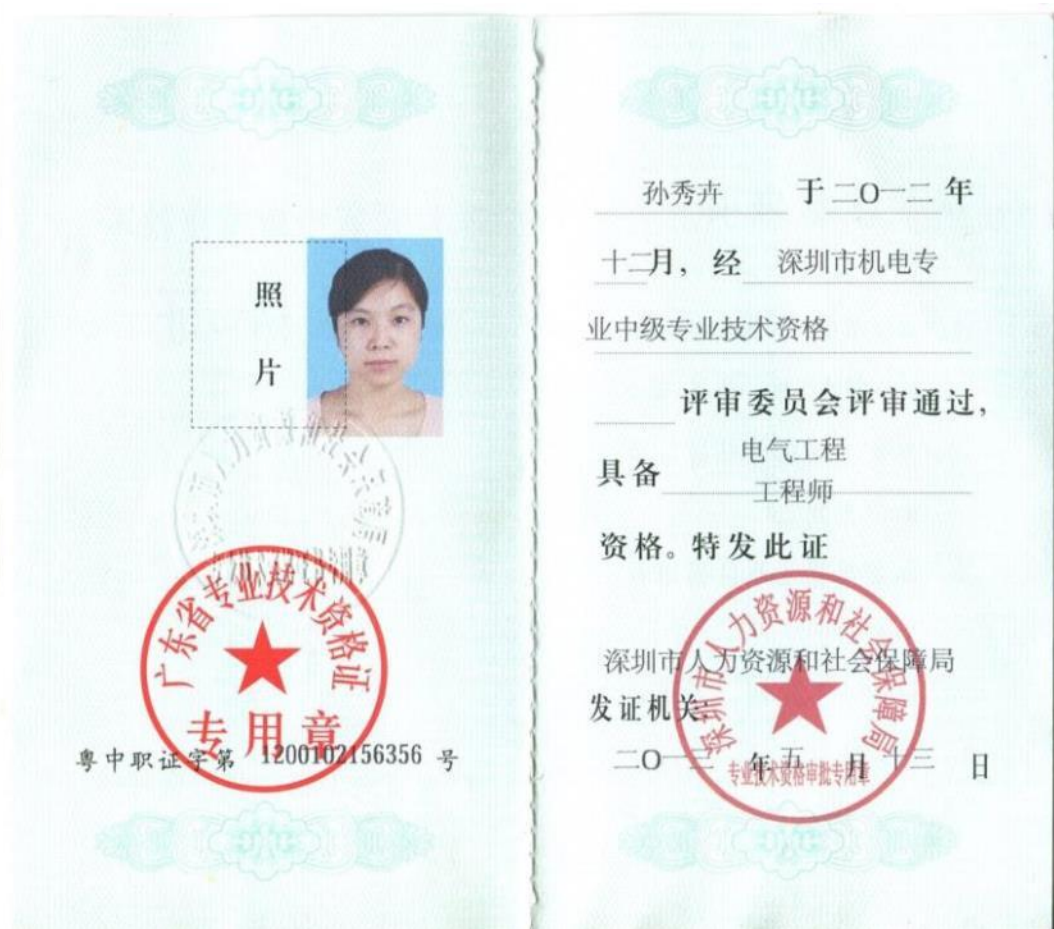 照
片
广东省专业技术资格证
专用章
粤中职证字第 1200102156356 号
孙秀卉 于 二O一二 年
十二月，经 深圳市机电专
业中级专业技术资格
评审委员会评审通过，
具备 电气工程
工程师
资格。特发此证
深圳市人力资源和社会保障局
深圳市人力资源和社会保障局
发证机关：
二O一三 年 五 月 十三 日
专业技术资格审批专用章